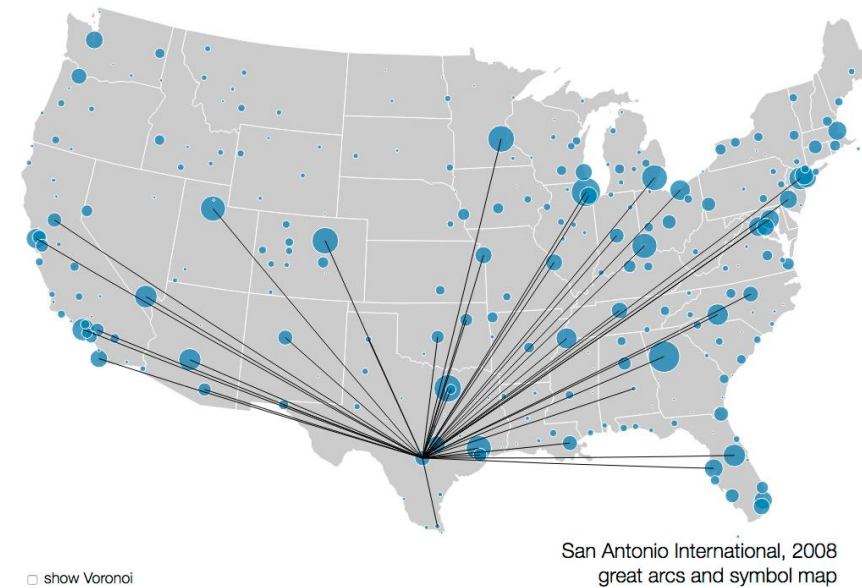 San Antonio International, 2008
great arcs and symbol map
show Voronoi